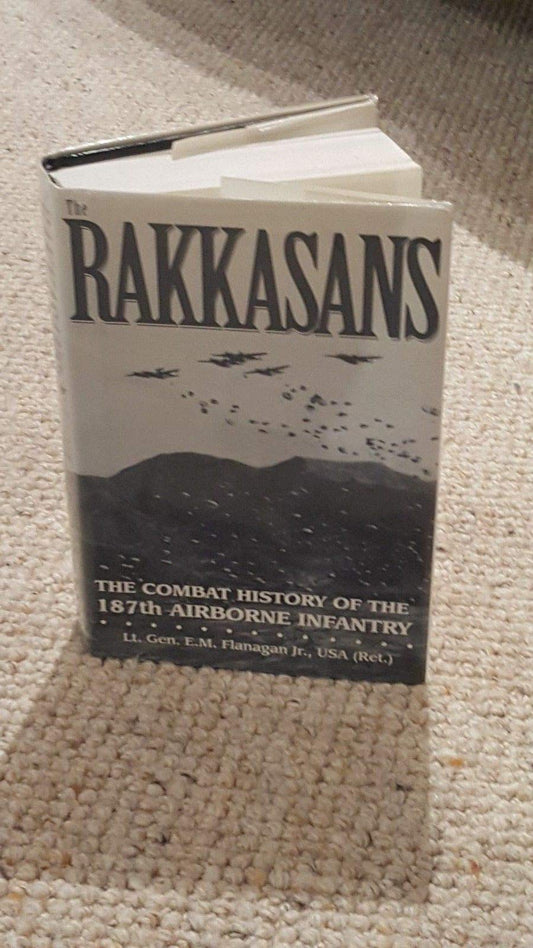 The
RAKKASANS
THE COMBAT HISTORY OF THE
187th AIRBORNE INFANTRY
Lt. Gen. E.M. Flanagan Jr., USA (Ret.)